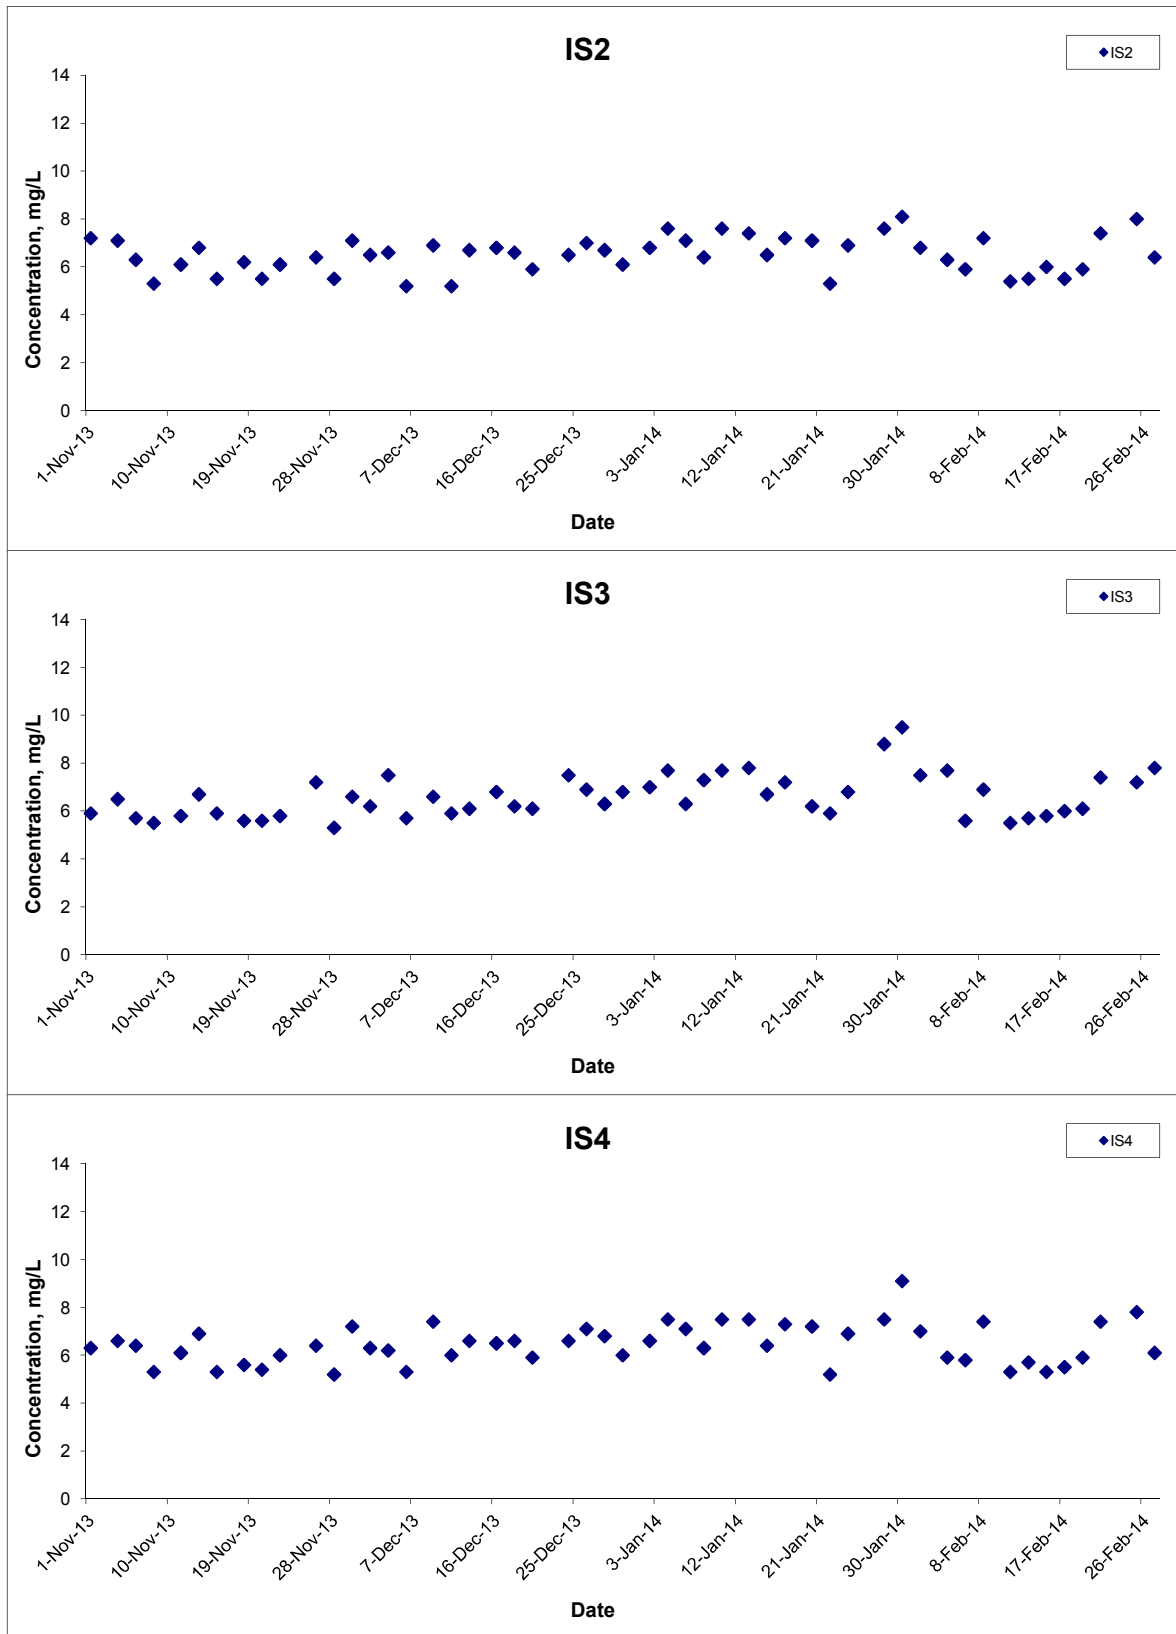 IS2
IS2
14
12
10
8
6
4
2
0
Concentration, mg/L
1-Nov-13
10-Nov-13
19-Nov-13
28-Nov-13
7-Dec-13
16-Dec-13
25-Dec-13
3-Jan-14
12-Jan-14
21-Jan-14
30-Jan-14
8-Feb-14
17-Feb-14
26-Feb-14
Date
IS3
IS3
14
12
10
8
6
4
2
0
Concentration, mg/L
1-Nov-13
10-Nov-13
19-Nov-13
28-Nov-13
7-Dec-13
16-Dec-13
25-Dec-13
3-Jan-14
12-Jan-14
21-Jan-14
30-Jan-14
8-Feb-14
17-Feb-14
26-Feb-14
Date
IS4
IS4
14
12
10
8
6
4
2
0
Concentration, mg/L
1-Nov-13
10-Nov-13
19-Nov-13
28-Nov-13
7-Dec-13
16-Dec-13
25-Dec-13
3-Jan-14
12-Jan-14
21-Jan-14
30-Jan-14
8-Feb-14
17-Feb-14
26-Feb-14
Date